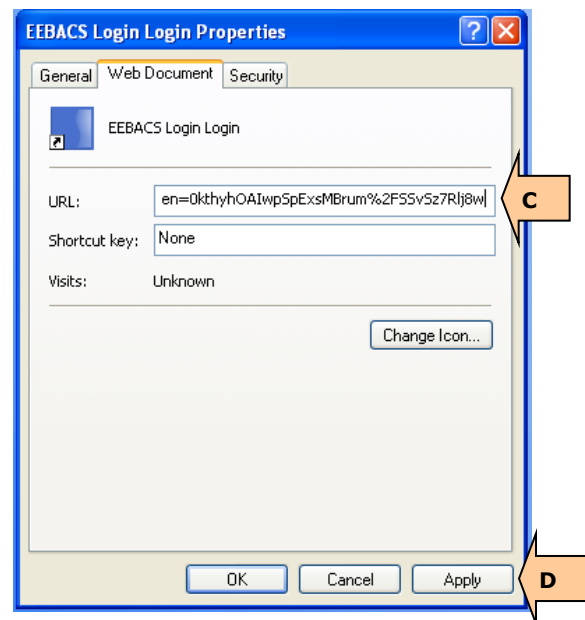 EEBACS Login Login Properties
General Web Document Security
EEBACS Login Login
URL: en=0kthyhOAIwpSpExsMBrum%2FSSvSz7Rlj8w
C
Shortcut key: None
Visits: Unknown
Change Icon...
OK Cancel Apply
D